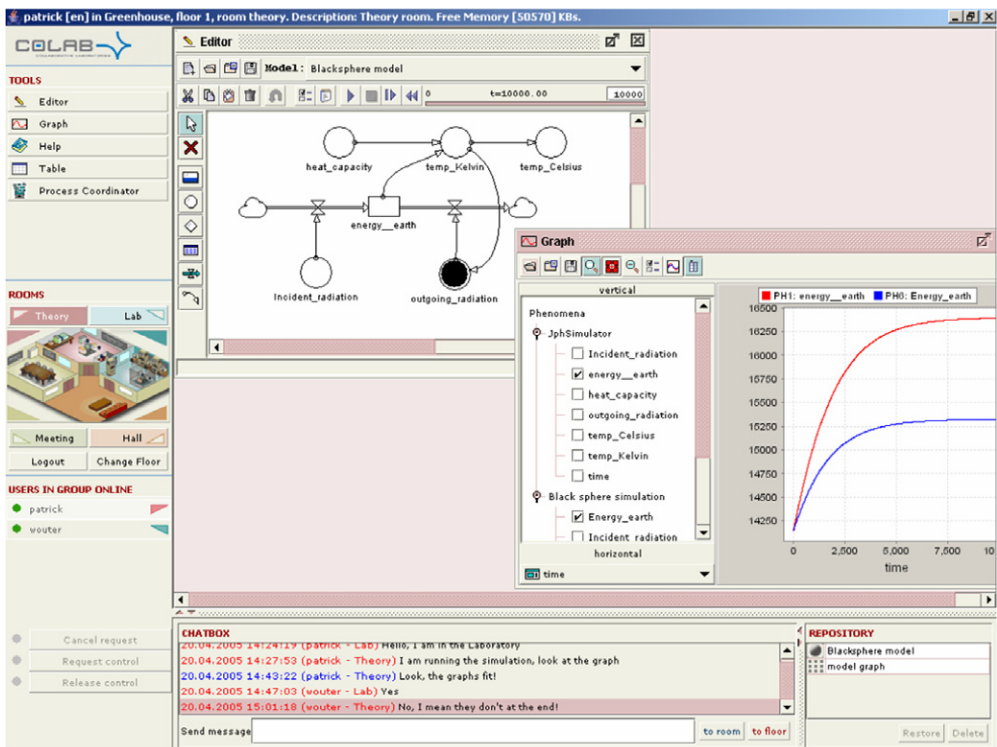 patrick [en] in Greenhouse, floor 1, room theory. Description: Theory room. Free Memory [50570] KBs.
COLAB
COLLABORATIVE LABORATORIES
TOOLS
Editor
Graph
Help
Table
Process Coordinator
ROOMS
Theory
Lab
Meeting
Hall
Logout
Change Floor
USERS IN GROUP ONLINE
patrick
wouter
Cancel request
Request control
Release control
Editor
Model: Blacksphere model
0
t=10000.00
10000
heat_capacity
temp_Kelvin
temp_Celsius
energy__earth
Incident_radiation
outgoing_radiation
Graph
vertical
Phenomena
JphSimulator
Incident_radiation
energy__earth
heat_capacity
outgoing_radiation
temp_Celsius
temp_Kelvin
time
Black sphere simulation
Energy_earth
Incident radiation
horizontal
time
PH1: energy__earth PH0: Energy_earth
16500
16250
16000
15750
15500
15250
15000
14750
14500
14250
0 2,500 5,000 7,500 10
time
CHATBOX
20.04.2005 14:24:19 (patrick - Lab) Hello, I am in the Laboratory
20.04.2005 14:27:53 (patrick - Theory) I am running the simulation, look at the graph
20.04.2005 14:43:22 (patrick - Theory) Look, the graphs fit!
20.04.2005 14:47:03 (wouter - Lab) Yes
20.04.2005 15:01:18 (wouter - Theory) No, I mean they don't at the end!
Send message
to room
to floor
REPOSITORY
Blacksphere model
model graph
Restore
Delete